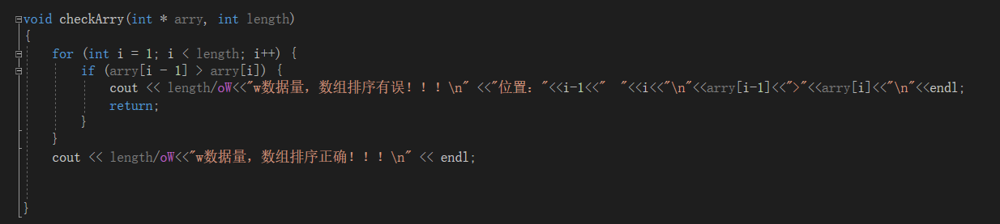 void checkArry(int * arry, int length)
{
    for (int i = 1; i < length; i++) {
        if (arry[i - 1] > arry[i]) {
            cout << length/oW<<"w数据量，数组排序有误！！！\n" <<"位置："<<i-1<<"  "<<i<<"\n"<<arry[i-1]<<">"<<arry[i]<<"\n"<<endl;
            return;
        }
    }
    cout << length/oW<<"w数据量，数组排序正确！！！\n" << endl;
}